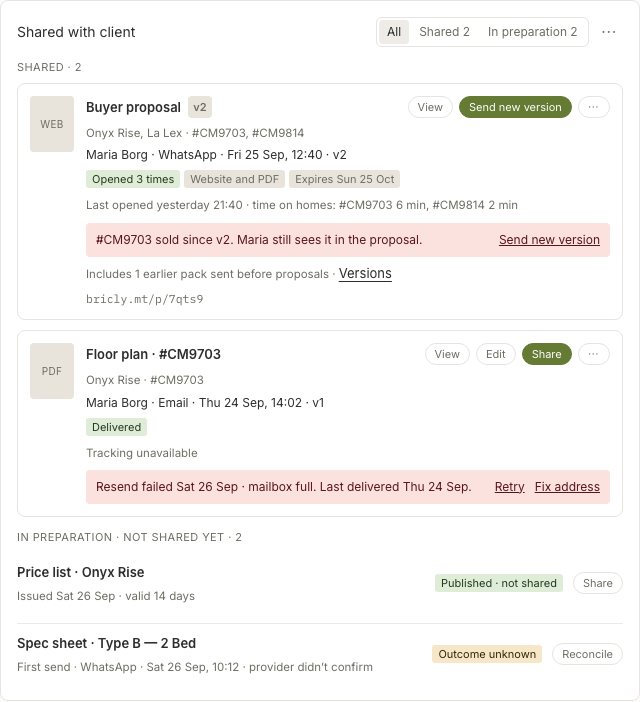 Shared with client
All Shared 2 In preparation 2 ···
SHARED · 2
WEB
Buyer proposal v2
View Send new version ···
Onyx Rise, La Lex · #CM9703, #CM9814
Maria Borg · WhatsApp · Fri 25 Sep, 12:40 · v2
Opened 3 times Website and PDF Expires Sun 25 Oct
Last opened yesterday 21:40 · time on homes: #CM9703 6 min, #CM9814 2 min
#CM9703 sold since v2. Maria still sees it in the proposal. Send new version
Includes 1 earlier pack sent before proposals · Versions
bricly.mt/p/7qts9
PDF
Floor plan · #CM9703
View Edit Share ···
Onyx Rise · #CM9703
Maria Borg · Email · Thu 24 Sep, 14:02 · v1
Delivered
Tracking unavailable
Resend failed Sat 26 Sep · mailbox full. Last delivered Thu 24 Sep. Retry Fix address
IN PREPARATION · NOT SHARED YET · 2
Price list · Onyx Rise
Issued Sat 26 Sep · valid 14 days
Published · not shared Share
Spec sheet · Type B — 2 Bed
First send · WhatsApp · Sat 26 Sep, 10:12 · provider didn't confirm
Outcome unknown Reconcile